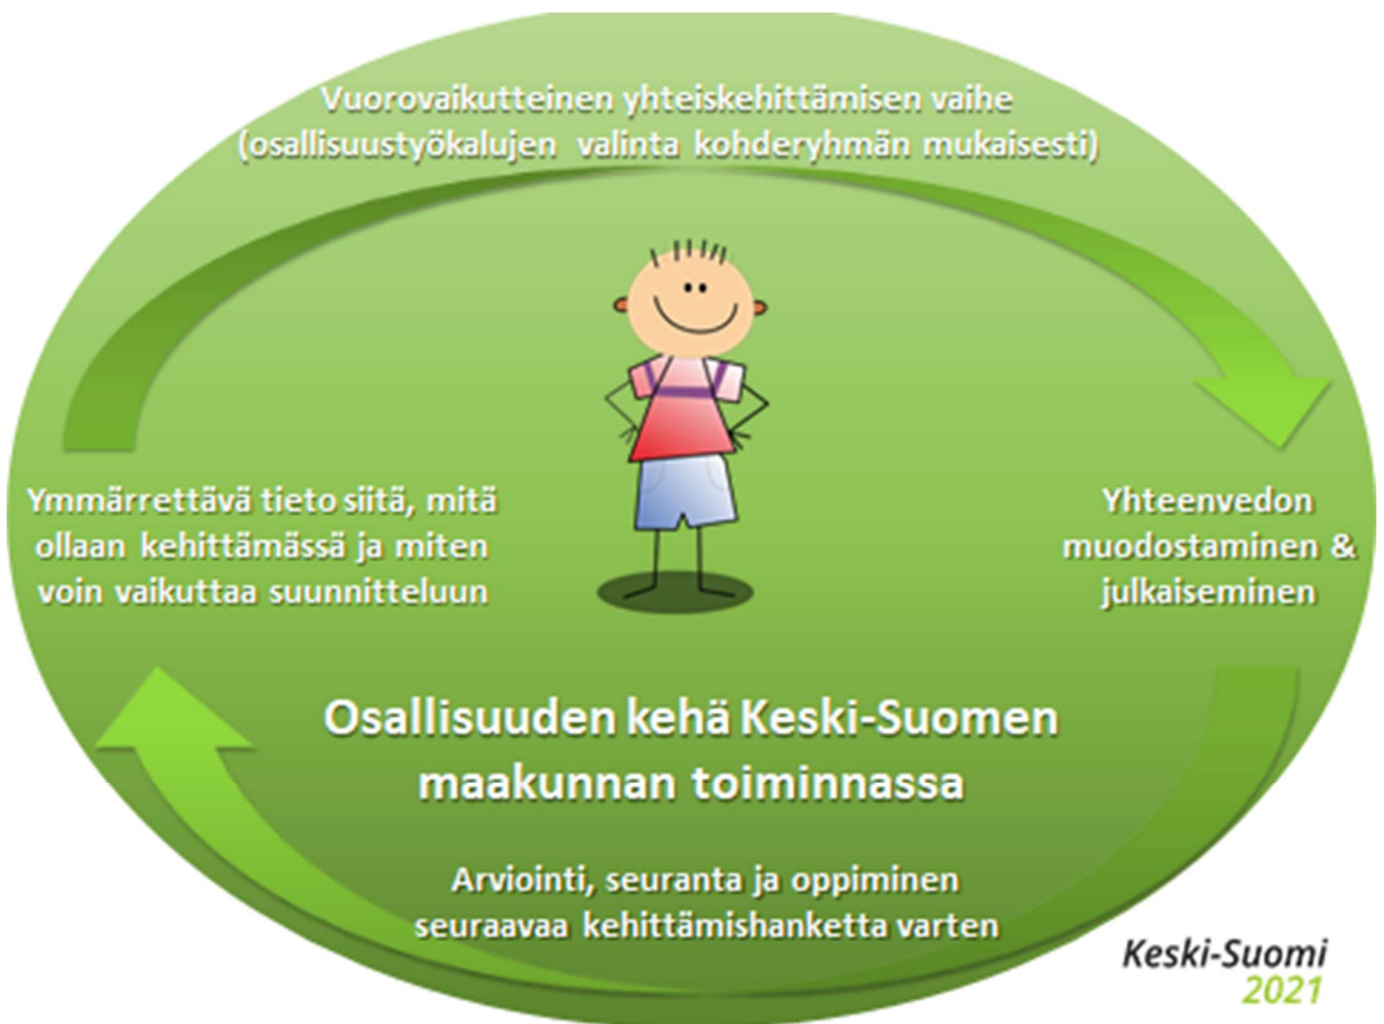 Vuorovaikutteinen yhteiskehittämisen vaihe
(osallisuustyökalujen valinta kohderyhmän mukaisesti)
Ymmärrettävä tieto siitä, mitä
ollaan kehittämässä ja miten
voin vaikuttaa suunnitteluun
Yhteenvedon
muodostaminen &
julkaiseminen
Osallisuuden kehä Keski-Suomen
maakunnan toiminnassa
Arviointi, seuranta ja oppiminen
seuraavaa kehittämishanketta varten
Keski-Suomi
2021